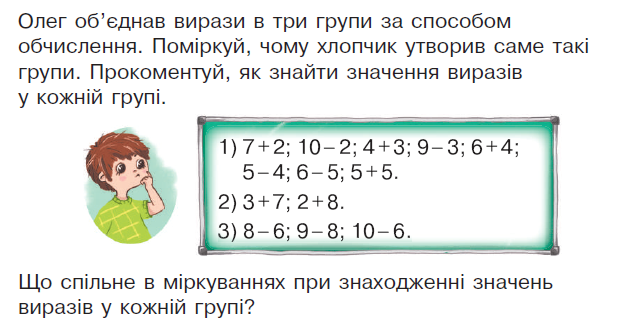 Олег об’єднав вирази в три групи за способом
обчислення. Поміркуй, чому хлопчик утворив саме такі
групи. Прокоментуй, як знайти значення виразів
у кожній групі.
1) 7+2; 10–2; 4+3; 9–3; 6+4;
5–4; 6–5; 5+5.
2) 3+7; 2+8.
3) 8–6; 9–8; 10–6.
Що спільне в міркуваннях при знаходженні значень
виразів у кожній групі?